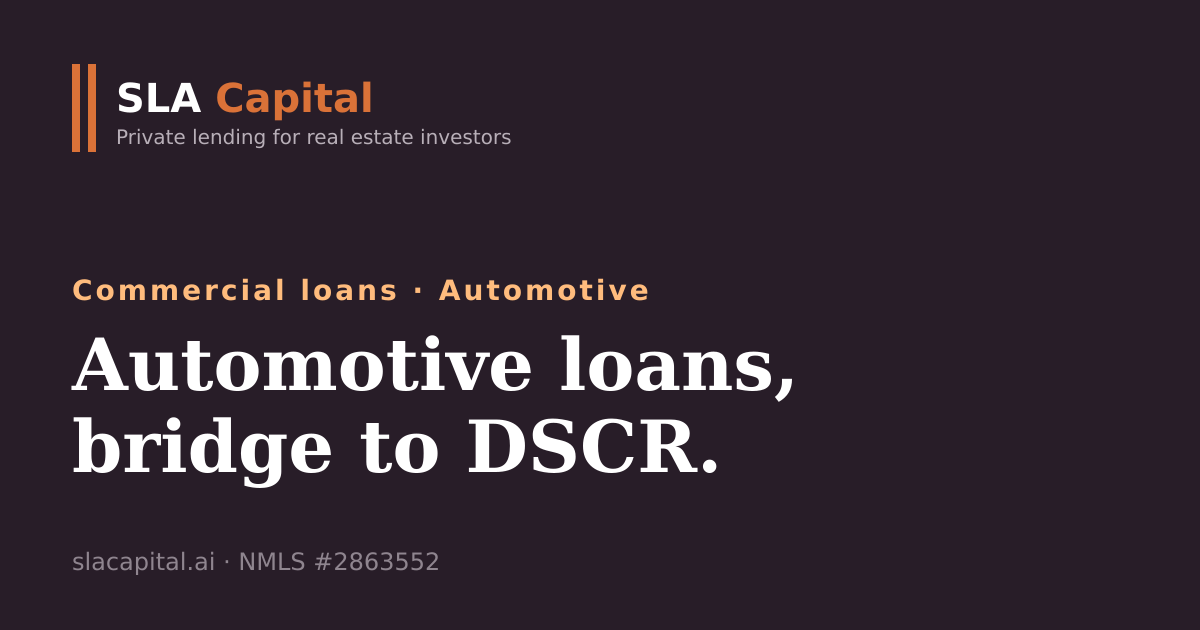 SLA Capital
Private lending for real estate investors
Commercial loans · Automotive
Automotive loans,
bridge to DSCR.
slacapital.ai · NMLS #2863552